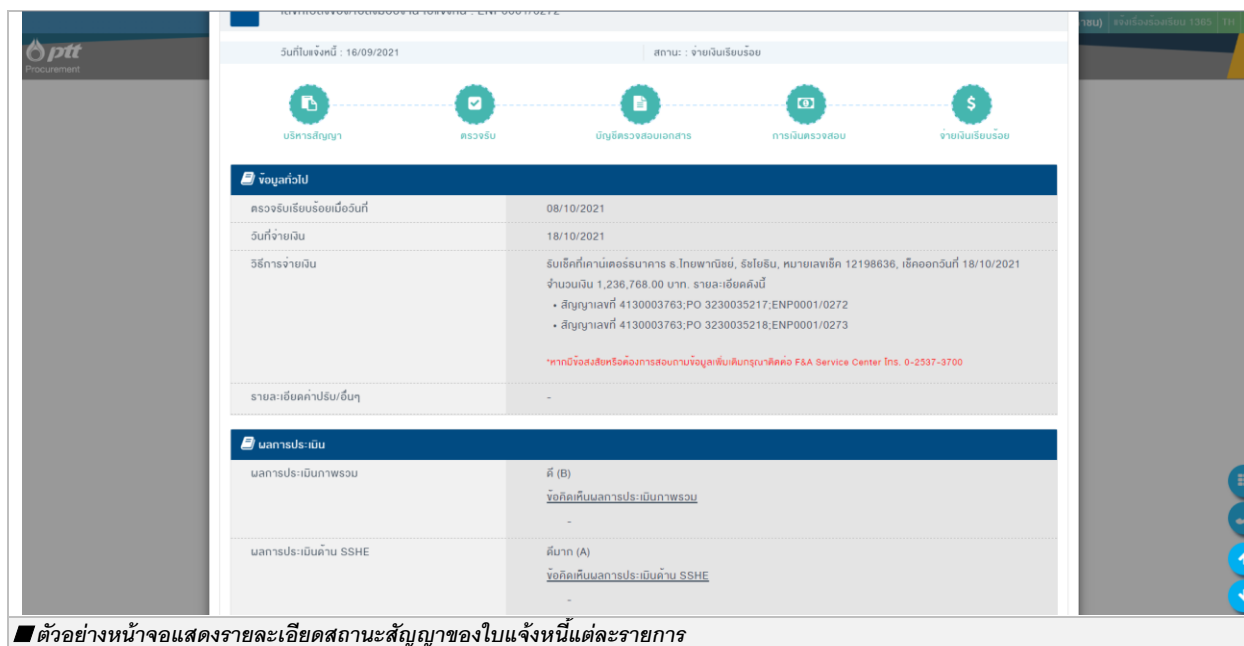 : ENP0001/0272
แจ้งเรื่องร้องเรียน 1365 TH
ptt
Procurement
วันที่ใบแจ้งหนี้ : 16/09/2021 สถานะ : : จ่ายเงินเรียบร้อย
บริหารสัญญา ตรวจรับ บัญชีตรวจสอบเอกสาร การเงินตรวจสอบ จ่ายเงินเรียบร้อย
ข้อมูลทั่วไป
ตรวจรับเรียบร้อยเมื่อวันที่ 08/10/2021
วันที่จ่ายเงิน 18/10/2021
วิธีการจ่ายเงิน รับเช็คที่เคาน์เตอร์ธนาคาร ธ.ไทยพาณิชย์, รัชโยธิน, หมายเลขเช็ค 12198636, เช็คออกวันที่ 18/10/2021
จำนวนเงิน 1,236,768.00 บาท. รายละเอียดดังนี้
• สัญญาเลขที่ 4130003763;PO 3230035217;ENP0001/0272
• สัญญาเลขที่ 4130003763;PO 3230035218;ENP0001/0273
*หากมีข้อสงสัยหรือต้องการสอบถามข้อมูลเพิ่มเติมกรุณาติดต่อ F&A Service Center โทร. 0-2537-3700
รายละเอียดค่าปรับ/อื่นๆ -
ผลการประเมิน
ผลการประเมินภาพรวม ดี (B)
ข้อคิดเห็นผลการประเมินภาพรวม
-
ผลการประเมินด้าน SSHE ดีมาก (A)
ข้อคิดเห็นผลการประเมินด้าน SSHE
-
ตัวอย่างหน้าจอแสดงรายละเอียดสถานะสัญญาของใบแจ้งหนี้แต่ละรายการ